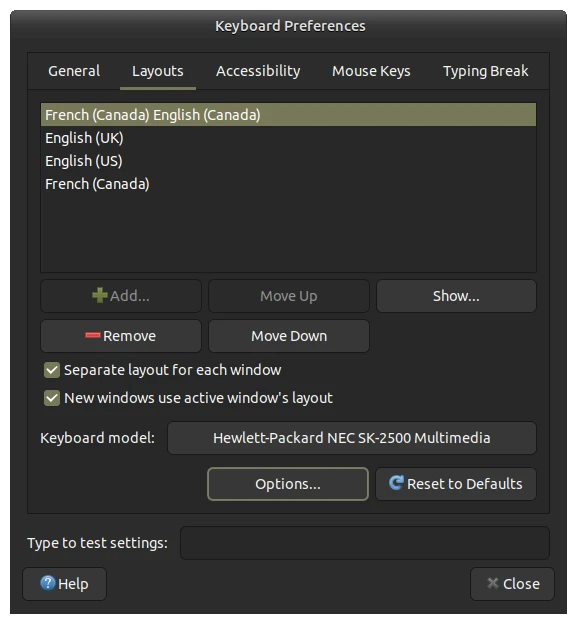 Keyboard Preferences
General Layouts Accessibility Mouse Keys Typing Break
French (Canada) English (Canada)
English (UK)
English (US)
French (Canada)
Add... Move Up Show...
Remove Move Down
Separate layout for each window
New windows use active window's layout
Keyboard model: Hewlett-Packard NEC SK-2500 Multimedia
Options... Reset to Defaults
Type to test settings:
Help Close